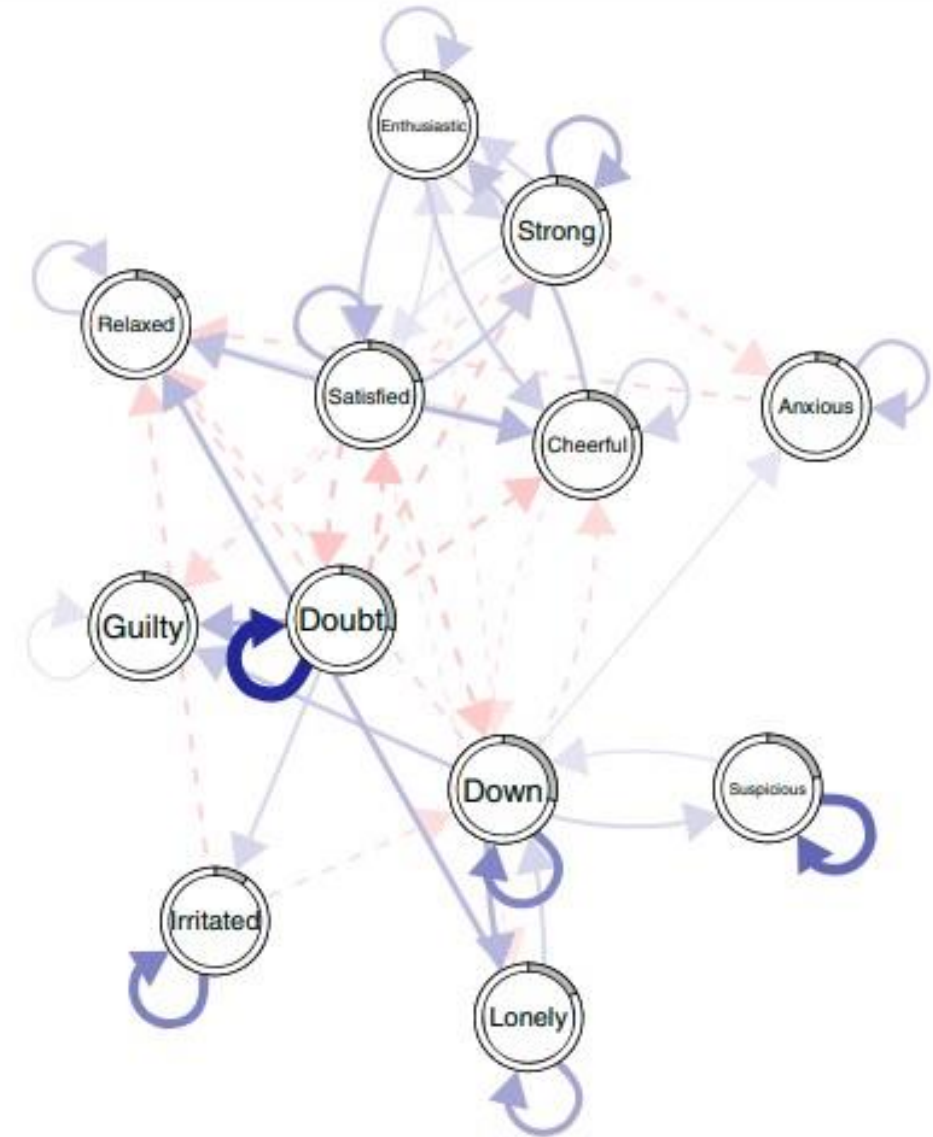 Enthusiastic
Strong
Relaxed
Satisfied
Anxious
Cheerful
Guilty
Doubt.
Down.
Suspicious
Irritated
Lonely